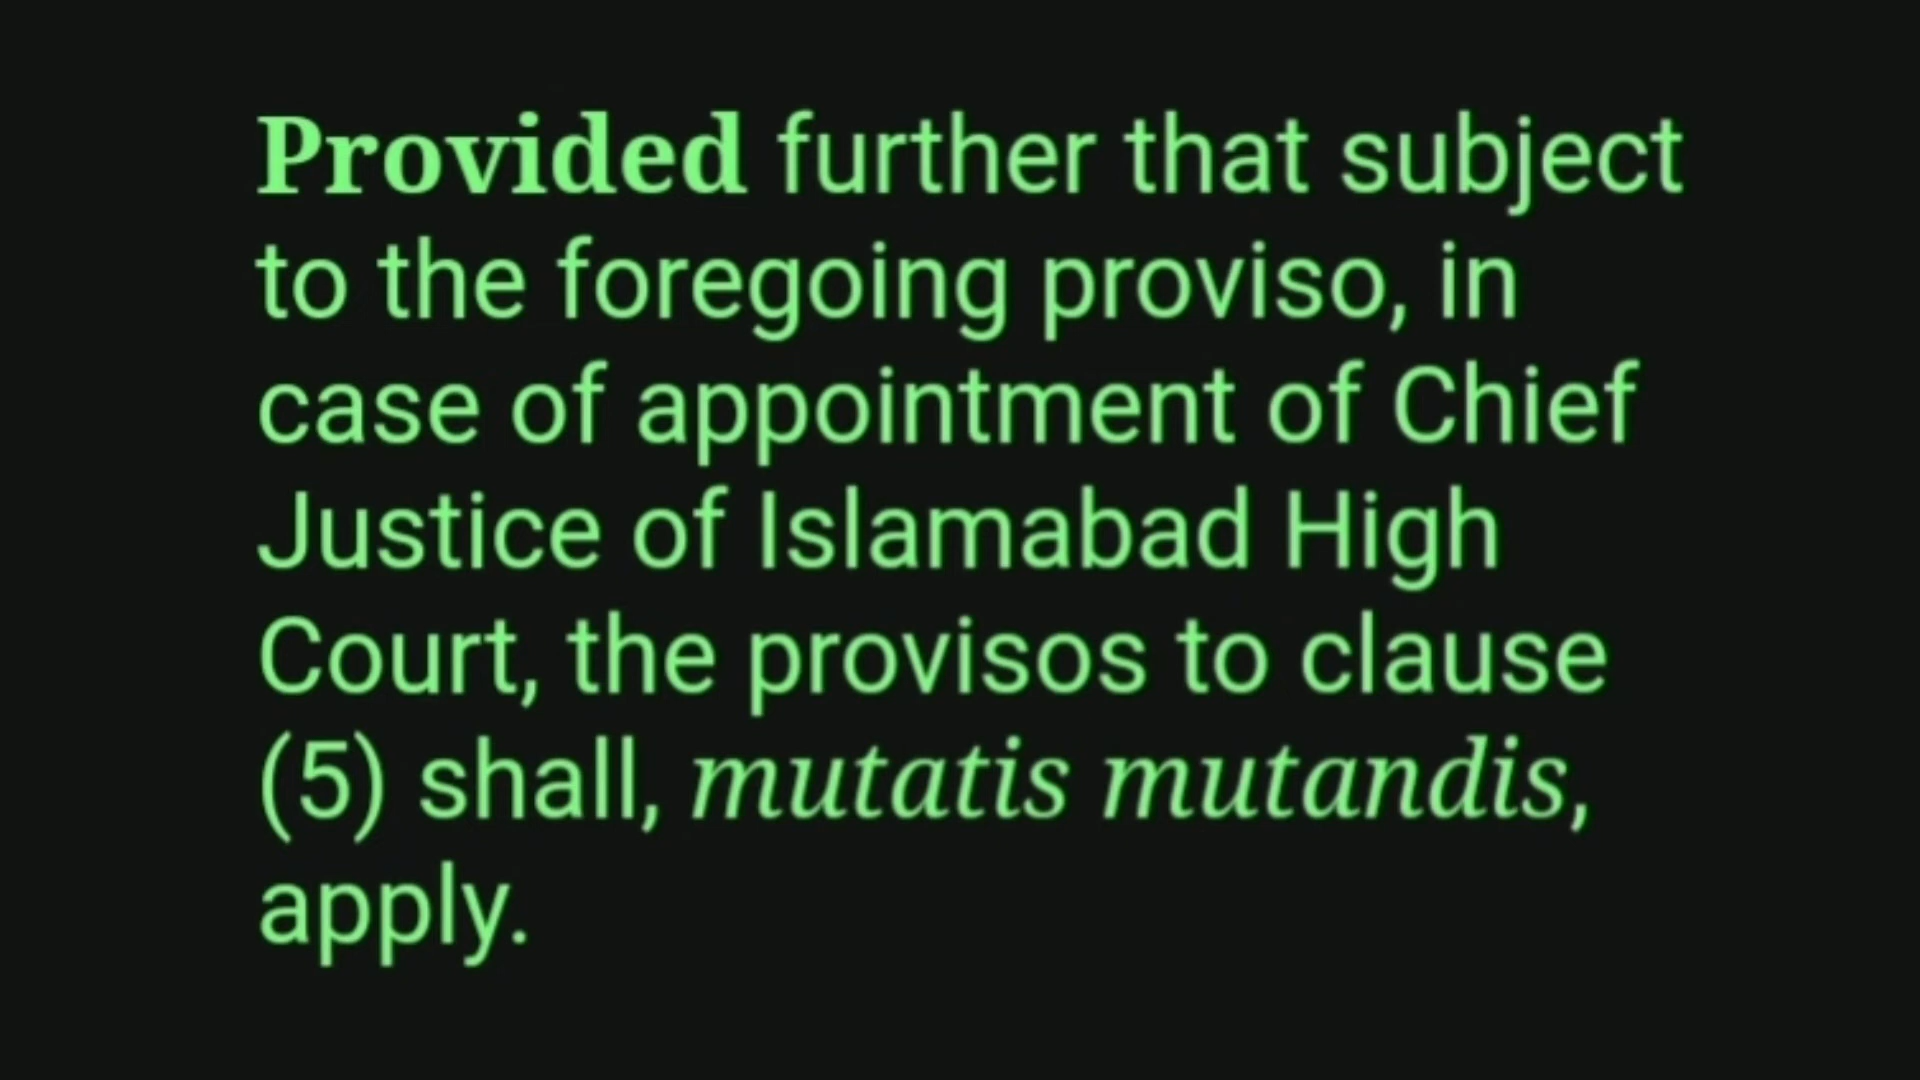 Provided further that subject
to the foregoing proviso, in
case of appointment of Chief
Justice of Islamabad High
Court, the provisos to clause
(5) shall, mutatis mutandis,
apply.